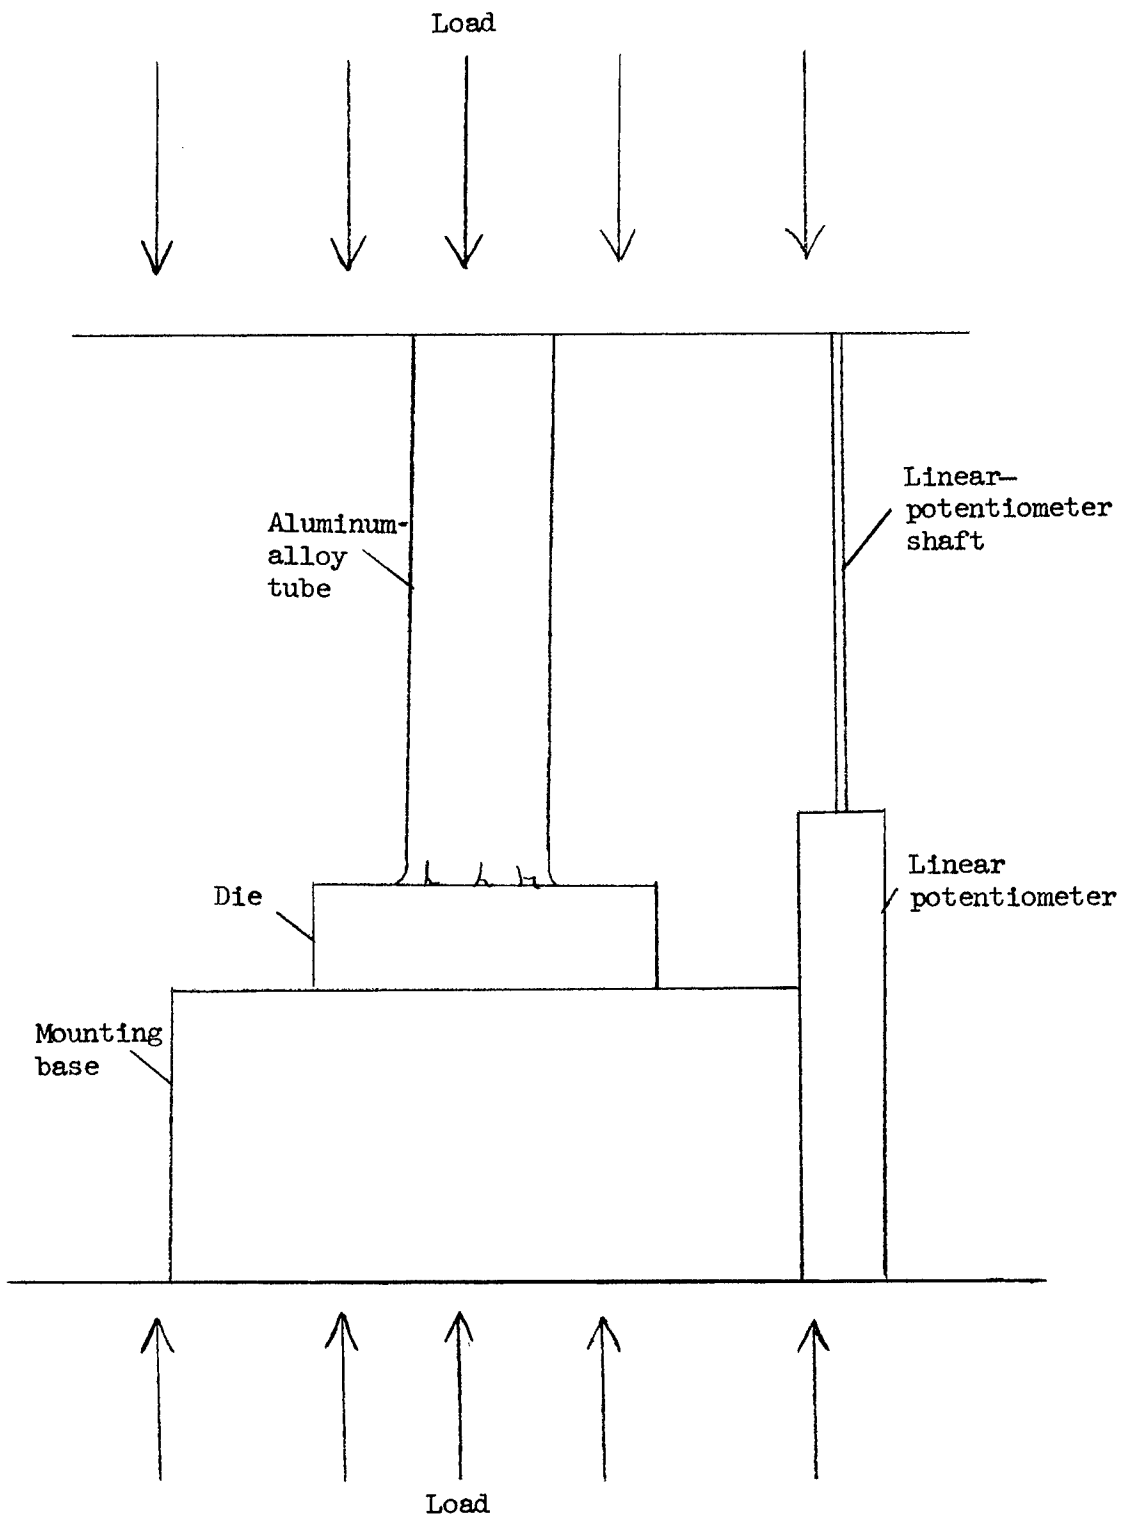 Load
Linear-
potentiometer
shaft
Aluminum-
alloy
tube
Linear
potentiometer
Die
Mounting
base
Load